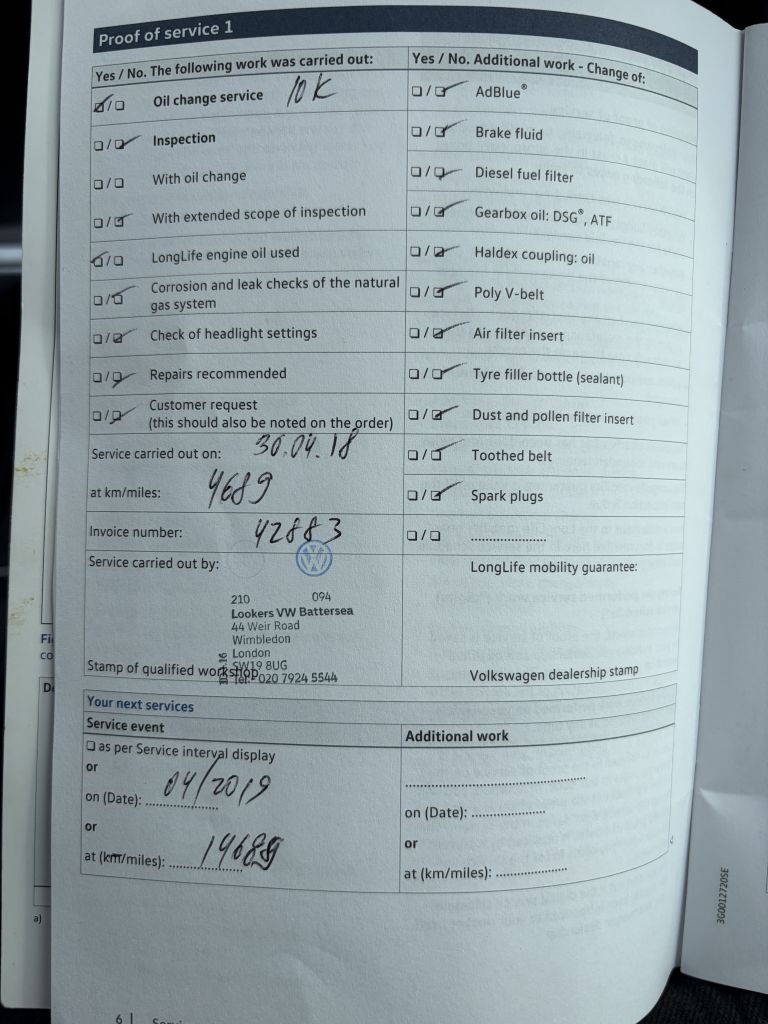 Proof of service 1
Yes / No. The following work was carried out:
☑/☐ Oil change service 10K
☐/☑ Inspection
☐/☐ With oil change
☐/☑ With extended scope of inspection
☑/☐ LongLife engine oil used
☐/☑ Corrosion and leak checks of the natural
gas system
☐/☑ Check of headlight settings
☐/☑ Repairs recommended
☐/☑ Customer request
(this should also be noted on the order)
Service carried out on: 30.04.18
at km/miles: 4689
Invoice number: 42883
Service carried out by:
210 094
Lookers VW Battersea
44 Weir Road
Wimbledon
London
SW19 8UG
Tel: 020 7924 5544
Stamp of qualified workshop
Yes / No. Additional work - Change of:
☐/☑ AdBlue®
☐/☑ Brake fluid
☐/☑ Diesel fuel filter
☐/☑ Gearbox oil: DSG®, ATF
☐/☑ Haldex coupling: oil
☐/☑ Poly V-belt
☐/☑ Air filter insert
☐/☑ Tyre filler bottle (sealant)
☐/☑ Dust and pollen filter insert
☐/☑ Toothed belt
☐/☑ Spark plugs
☐/☐ ....................
LongLife mobility guarantee:
Volkswagen dealership stamp
Your next services
Service event
☐ as per Service interval display
or
on (Date): 04/2019
or
at (km/miles): 14689
Additional work
..................................................
on (Date): ....................
or
at (km/miles): ....................
3G0012720SE
a)
6 |